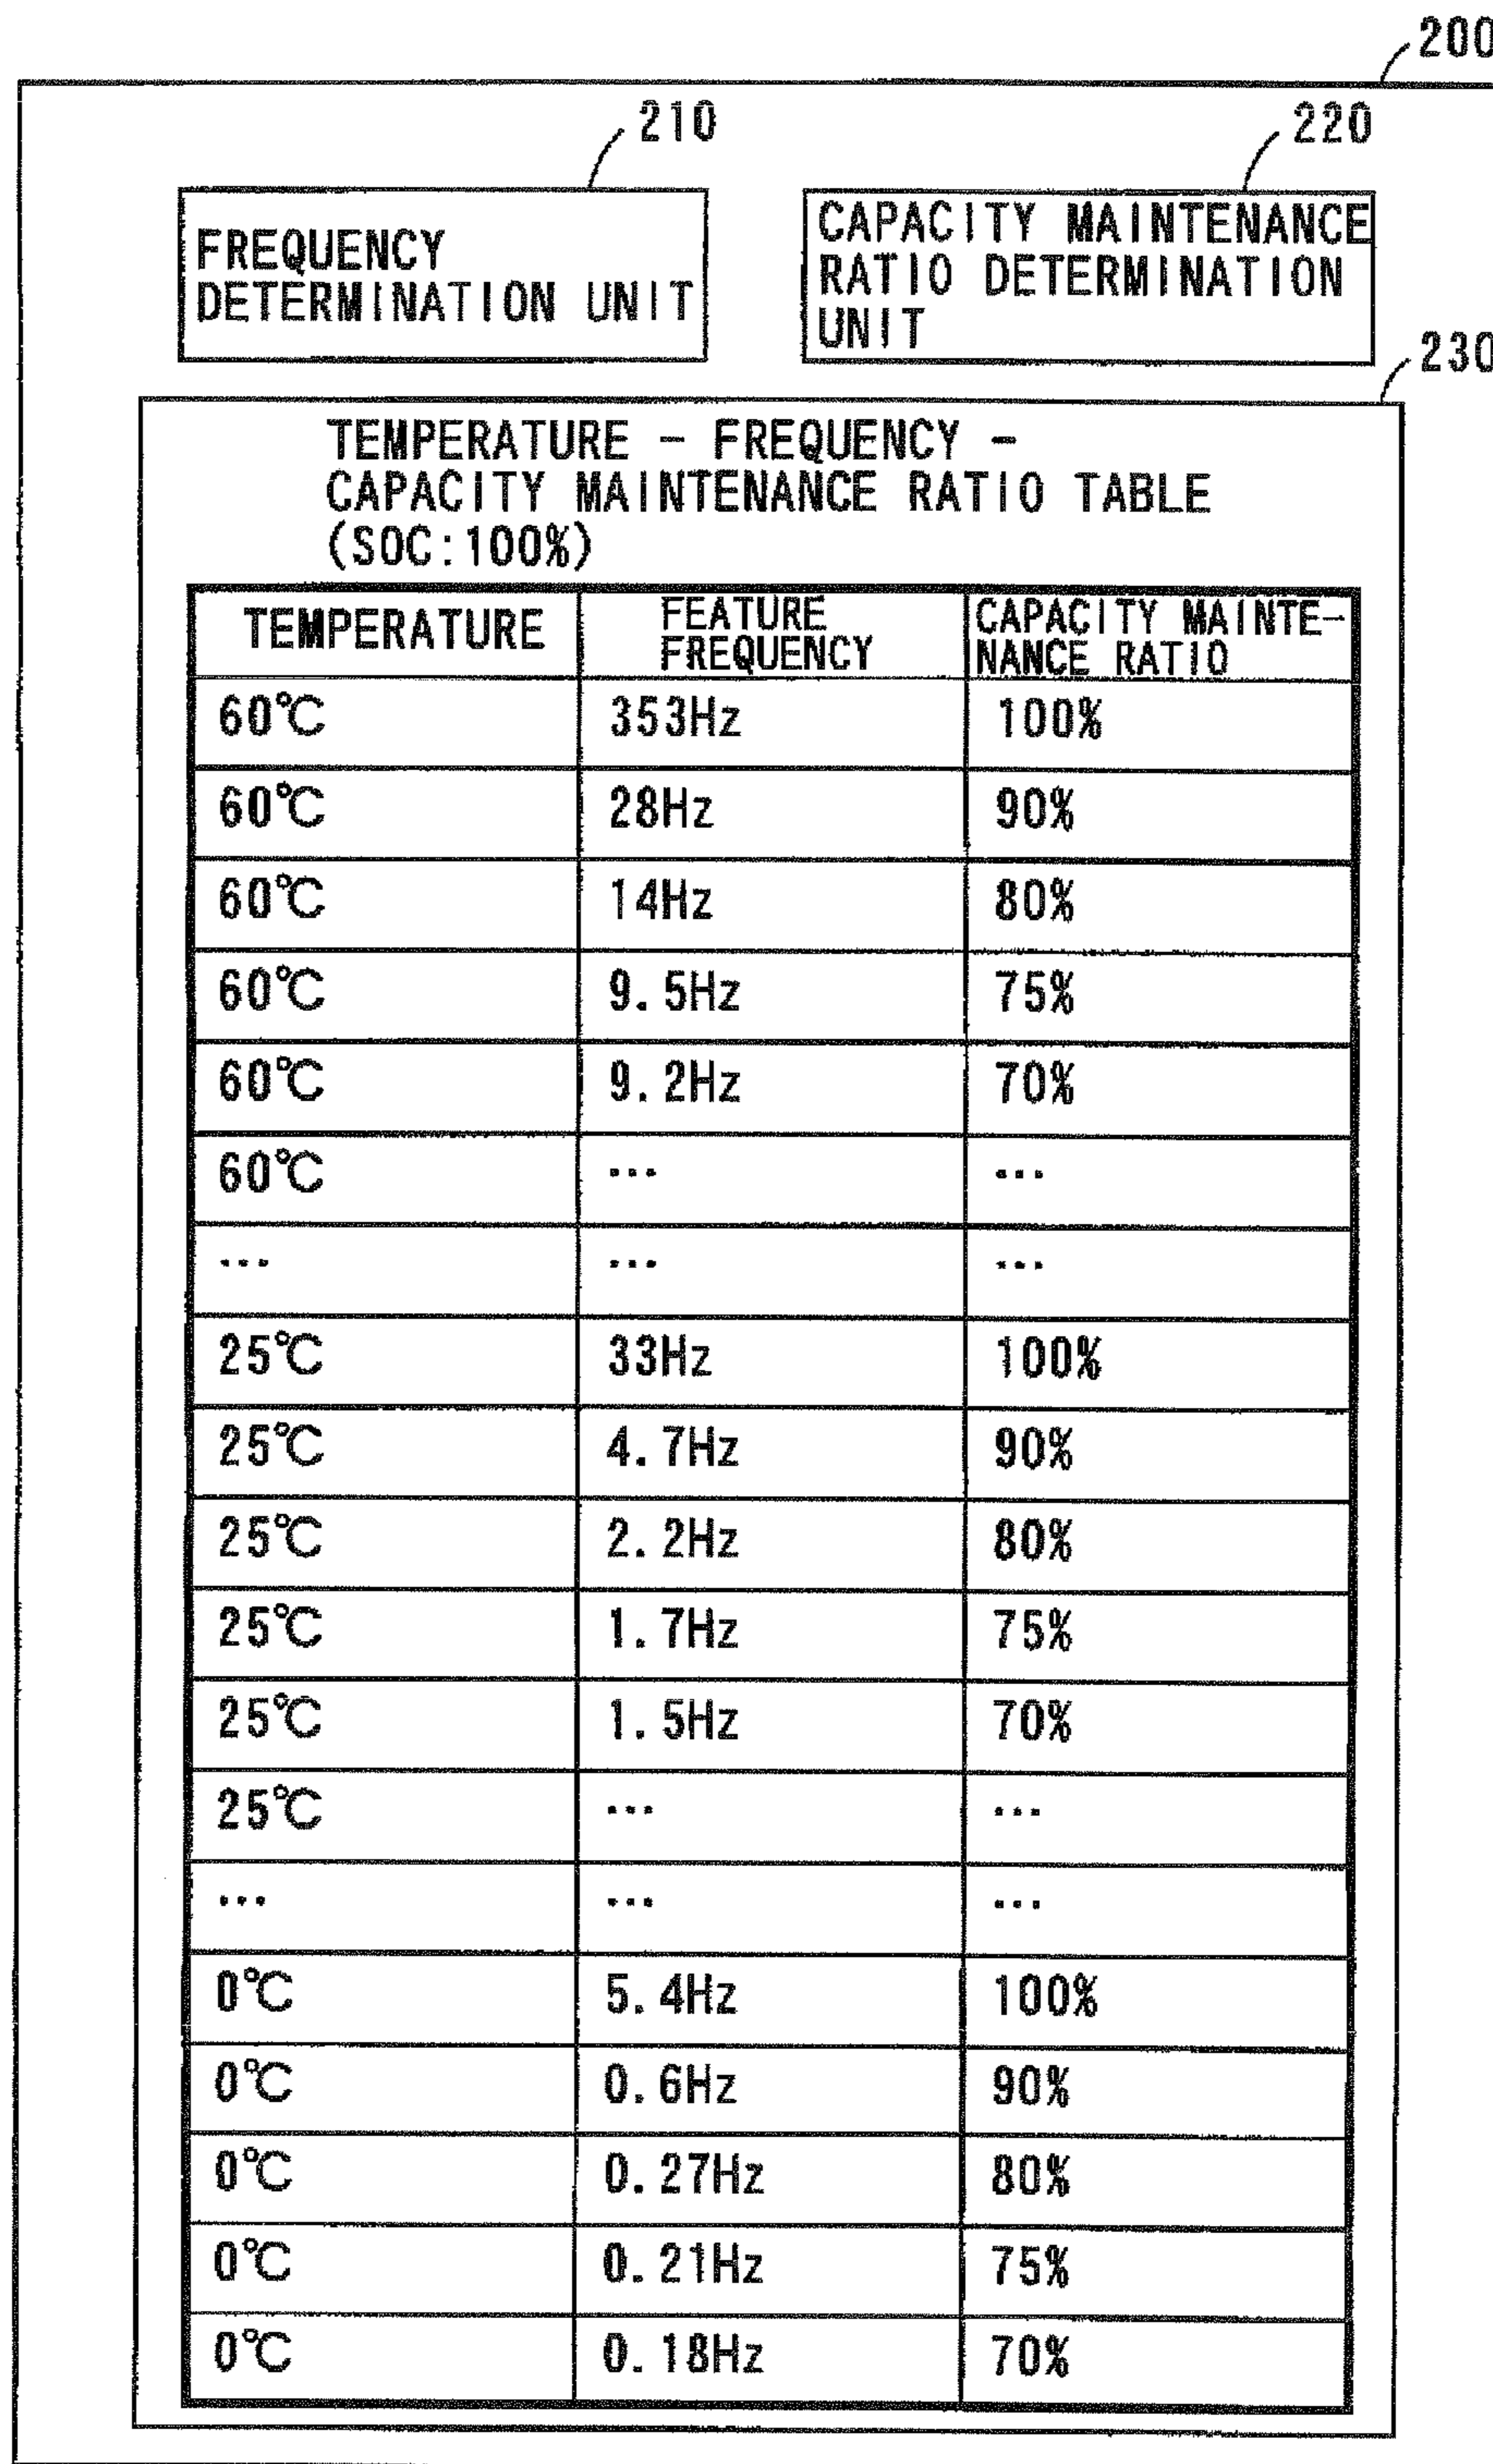 200
210
220
FREQUENCY
DETERMINATION UNIT
CAPACITY MAINTENANCE
RATIO DETERMINATION
UNIT
230
TEMPERATURE - FREQUENCY -
CAPACITY MAINTENANCE RATIO TABLE
(SOC:100%)
TEMPERATURE FEATURE FREQUENCY CAPACITY MAINTE-NANCE RATIO
60℃ 353Hz 100%
60℃ 28Hz 90%
60℃ 14Hz 80%
60℃ 9.5Hz 75%
60℃ 9.2Hz 70%
60℃ ... ...
... ... ...
25℃ 33Hz 100%
25℃ 4.7Hz 90%
25℃ 2.2Hz 80%
25℃ 1.7Hz 75%
25℃ 1.5Hz 70%
25℃ ... ...
... ... ...
0℃ 5.4Hz 100%
0℃ 0.6Hz 90%
0℃ 0.27Hz 80%
0℃ 0.21Hz 75%
0℃ 0.18Hz 70%